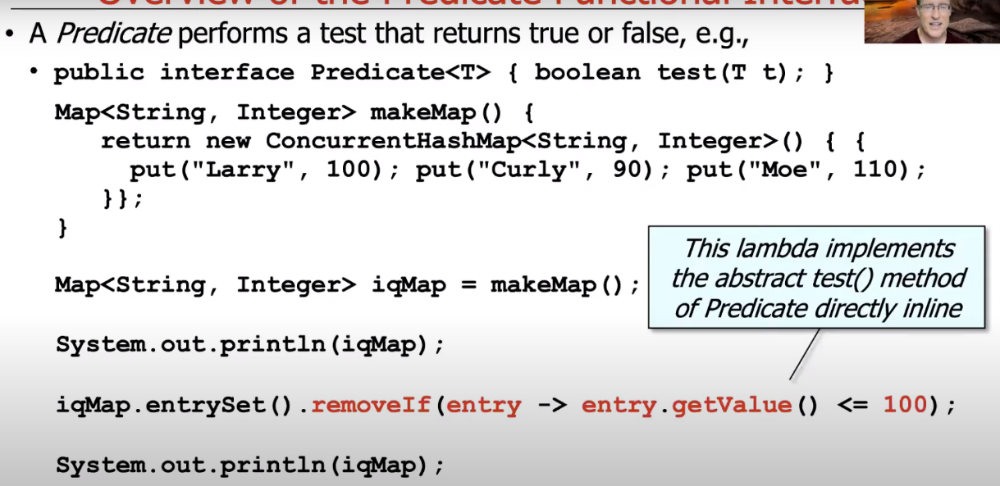 Overview of the Predicate Functional
• A Predicate performs a test that returns true or false, e.g.,
• public interface Predicate<T> { boolean test(T t); }
Map<String, Integer> makeMap() {
return new ConcurrentHashMap<String, Integer>() { {
put("Larry", 100); put("Curly", 90); put("Moe", 110);
}};
}
Map<String, Integer> iqMap = makeMap();
This lambda implements
the abstract test() method
of Predicate directly inline
System.out.println(iqMap);
iqMap.entrySet().removeIf(entry -> entry.getValue() <= 100);
System.out.println(iqMap);